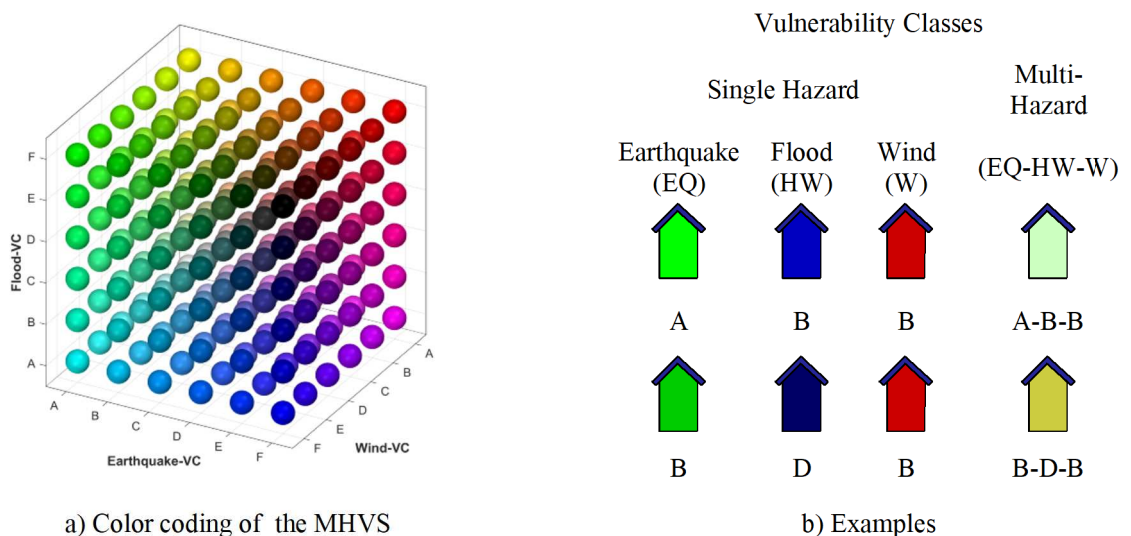 F
E
D
C
B
A
Flood-VC
A
B
C
D
E
F
Earthquake-VC
F
E
D
C
B
A
Wind-VC
a) Color coding of the MHVS
Vulnerability Classes
Single Hazard
Multi-
Hazard
Earthquake
(EQ)
Flood
(HW)
Wind
(W)
(EQ-HW-W)
A B B A-B-B
B D B B-D-B
b) Examples